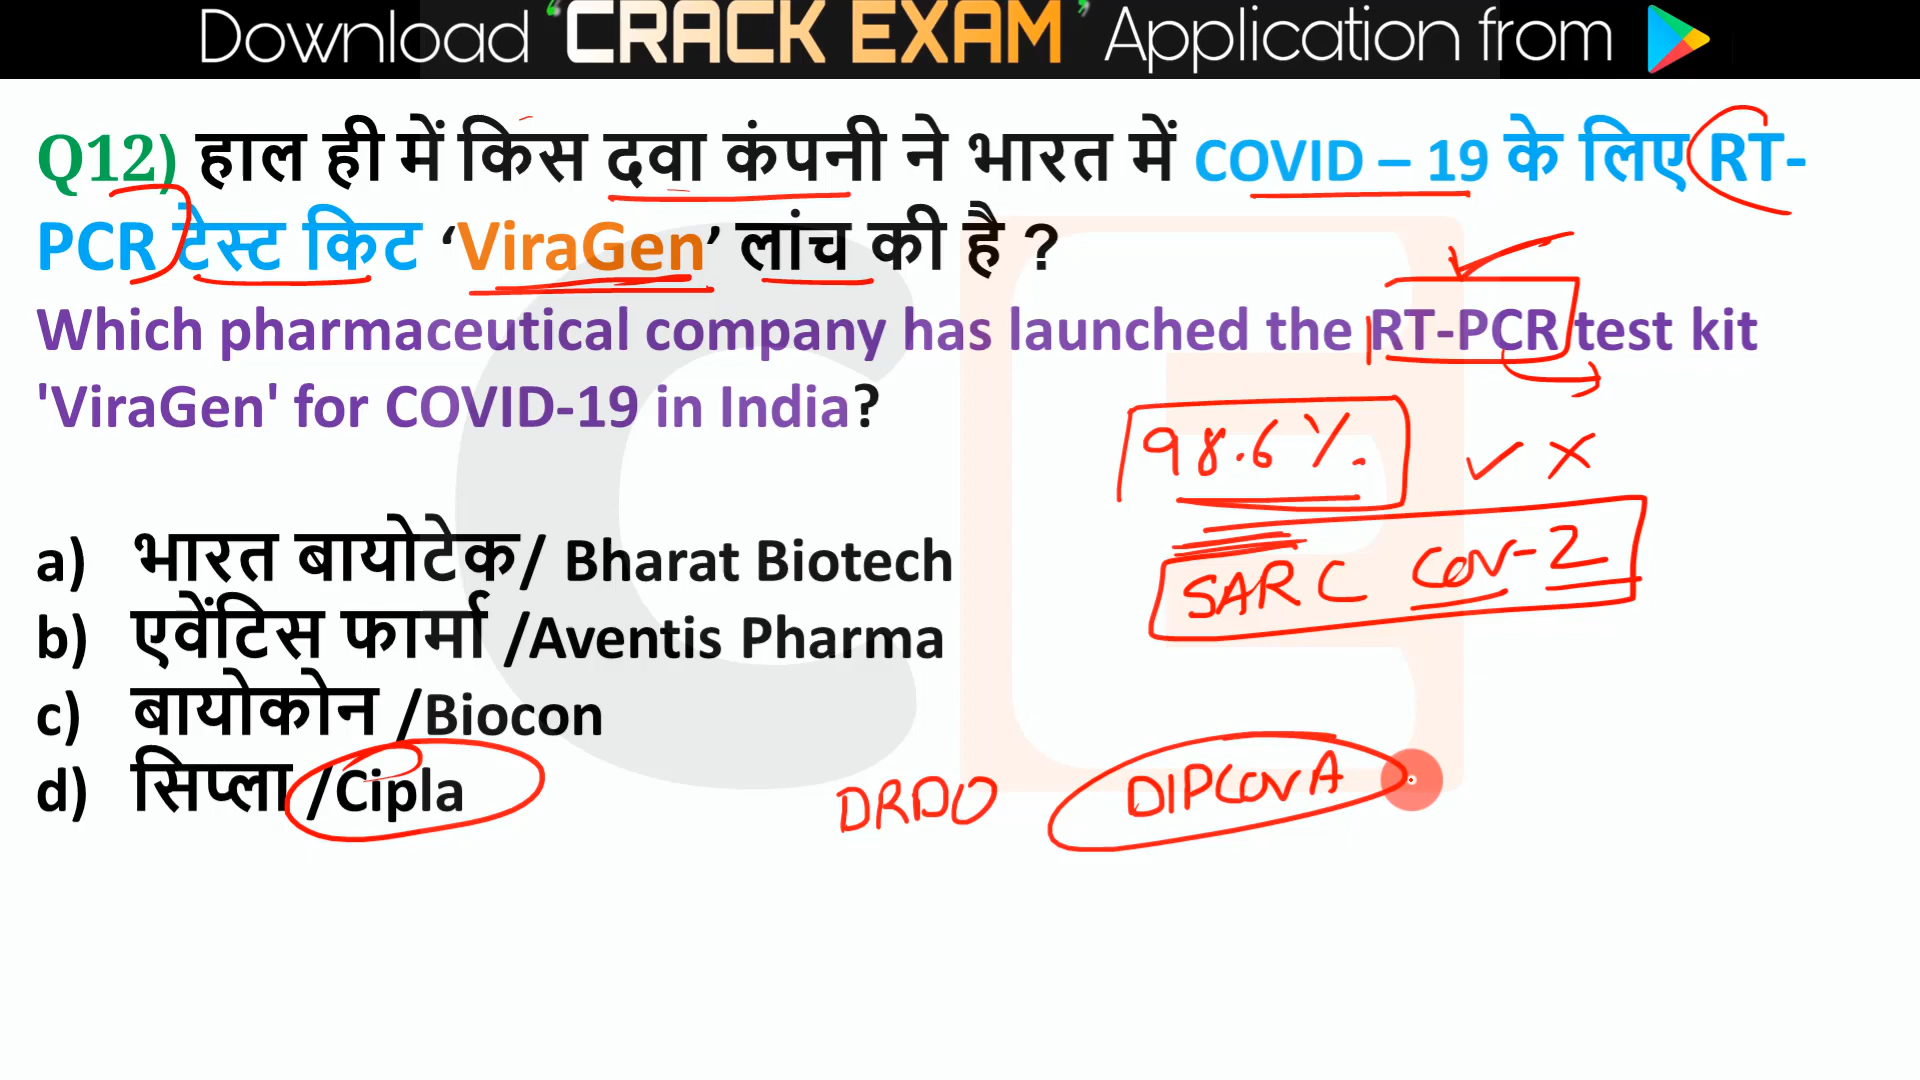 Download 'CRACK EXAM' Application from
Q12) हाल ही में किस दवा कंपनी ने भारत में COVID – 19 के लिए RT-
PCR टेस्ट किट ‘ViraGen’ लांच की है ?
Which pharmaceutical company has launched the RT-PCR test kit
'ViraGen' for COVID-19 in India?
98.6%.
a) भारत बायोटेक/ Bharat Biotech
SARC Cov-2
b) एवेंटिस फार्मा /Aventis Pharma
c) बायोकोन /Biocon
d) सिप्ला /Cipla
DRDO DIPCOVA